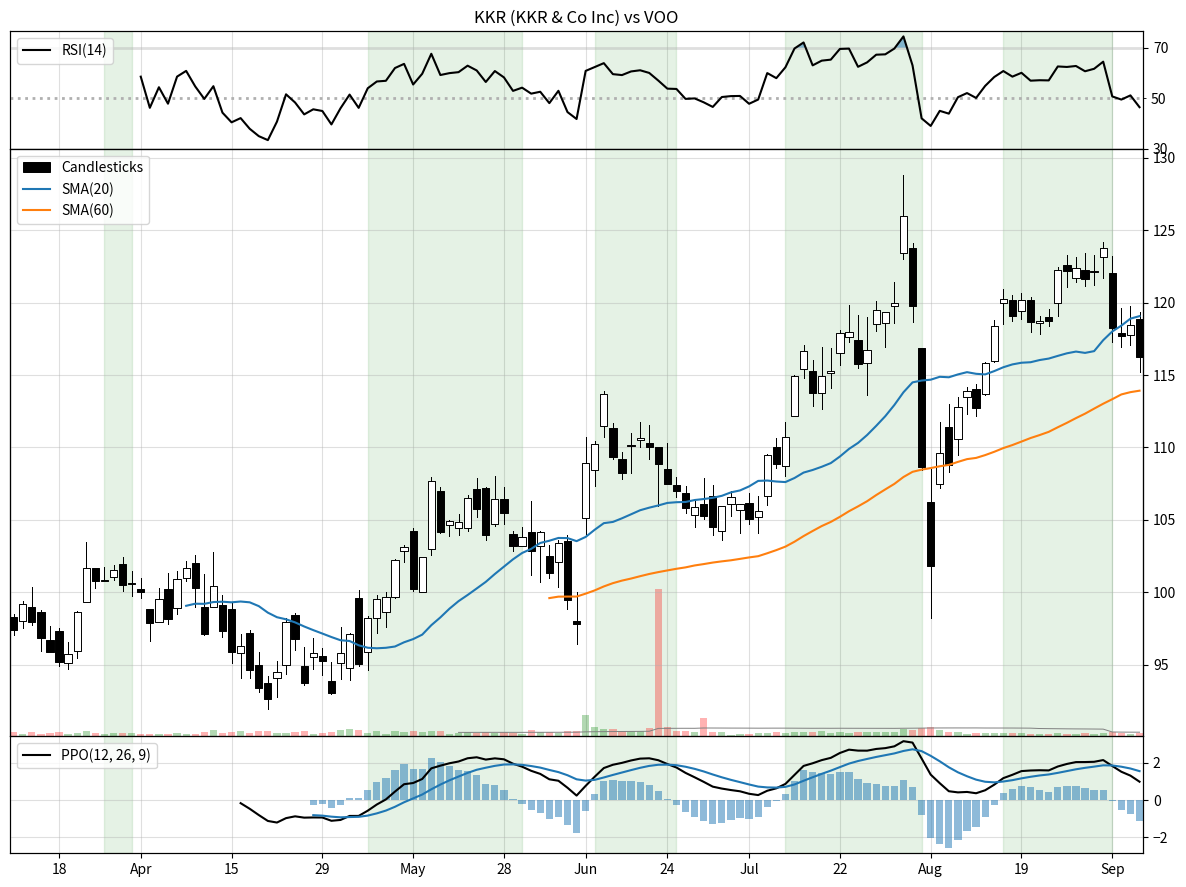 KKR (KKR & Co Inc) vs VOO
RSI(14)
70
50
30
Candlesticks
SMA(20)
SMA(60)
130
125
120
115
110
105
100
95
PPO(12, 26, 9)
2
0
−2
18 Apr 15 29 May 28 Jun 24 Jul 22 Aug 19 Sep